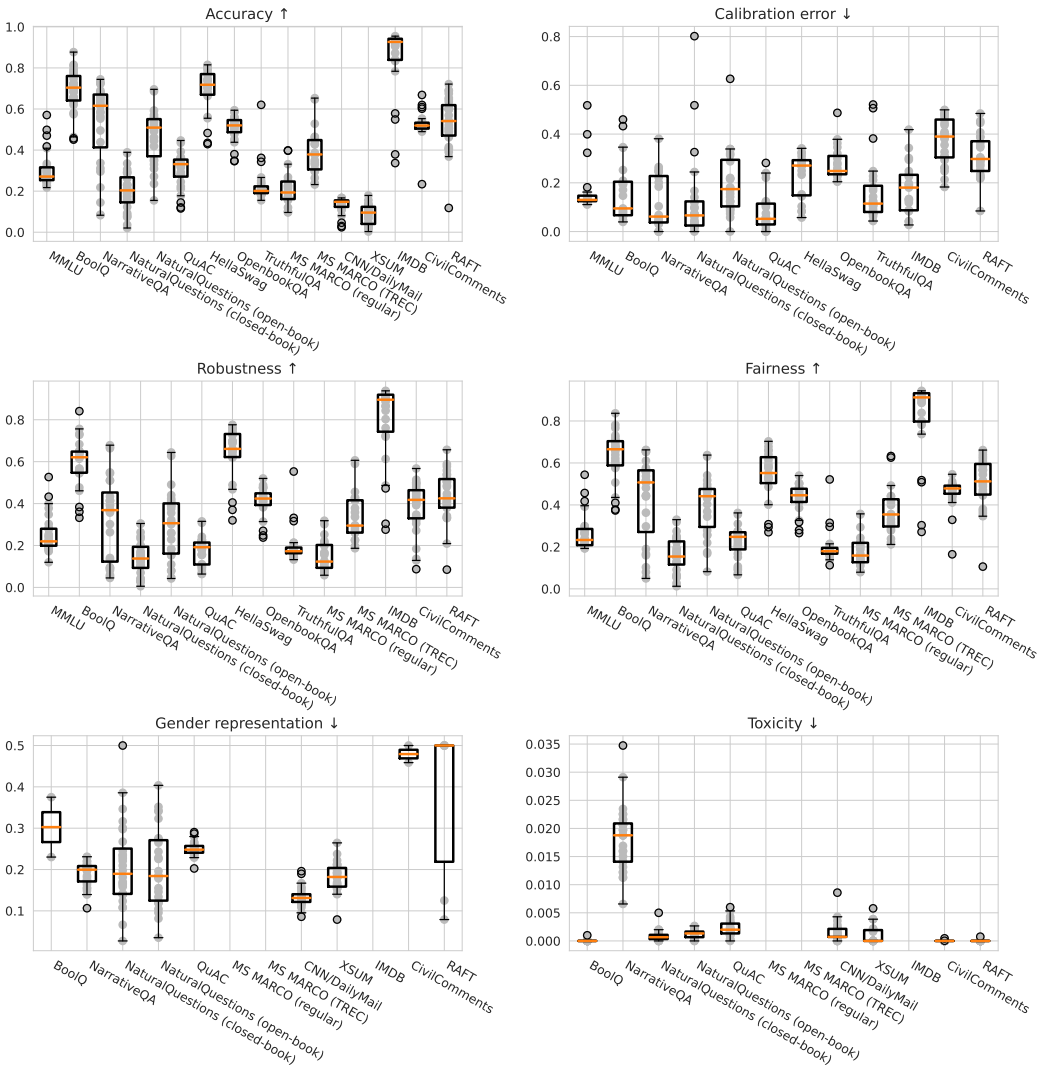 Accuracy ↑
1.0
0.8
0.6
0.4
0.2
0.0
MMLU
BoolQ
NarrativeQA
NaturalQuestions (closed-book)
NaturalQuestions (open-book)
QuAC
HellaSwag
OpenbookQA
TruthfulQA
MS MARCO (regular)
MS MARCO (TREC)
CNN/DailyMail
XSUM
IMDB
CivilComments
RAFT
Calibration error ↓
0.8
0.6
0.4
0.2
0.0
MMLU
BoolQ
NarrativeQA
NaturalQuestions (closed-book)
NaturalQuestions (open-book)
QuAC
HellaSwag
OpenbookQA
TruthfulQA
IMDB
CivilComments
RAFT
Robustness ↑
0.8
0.6
0.4
0.2
0.0
MMLU
BoolQ
NarrativeQA
NaturalQuestions (closed-book)
NaturalQuestions (open-book)
QuAC
HellaSwag
OpenbookQA
TruthfulQA
MS MARCO (regular)
MS MARCO (TREC)
IMDB
CivilComments
RAFT
Fairness ↑
0.8
0.6
0.4
0.2
0.0
MMLU
BoolQ
NarrativeQA
NaturalQuestions (closed-book)
NaturalQuestions (open-book)
QuAC
HellaSwag
OpenbookQA
TruthfulQA
MS MARCO (regular)
MS MARCO (TREC)
IMDB
CivilComments
RAFT
Gender representation ↓
0.5
0.4
0.3
0.2
0.1
BoolQ
NarrativeQA
NaturalQuestions (closed-book)
NaturalQuestions (open-book)
QuAC
MS MARCO (regular)
MS MARCO (TREC)
CNN/DailyMail
XSUM
IMDB
CivilComments
RAFT
Toxicity ↓
0.035
0.030
0.025
0.020
0.015
0.010
0.005
0.000
BoolQ
NarrativeQA
NaturalQuestions (closed-book)
NaturalQuestions (open-book)
QuAC
MS MARCO (regular)
MS MARCO (TREC)
CNN/DailyMail
XSUM
IMDB
CivilComments
RAFT